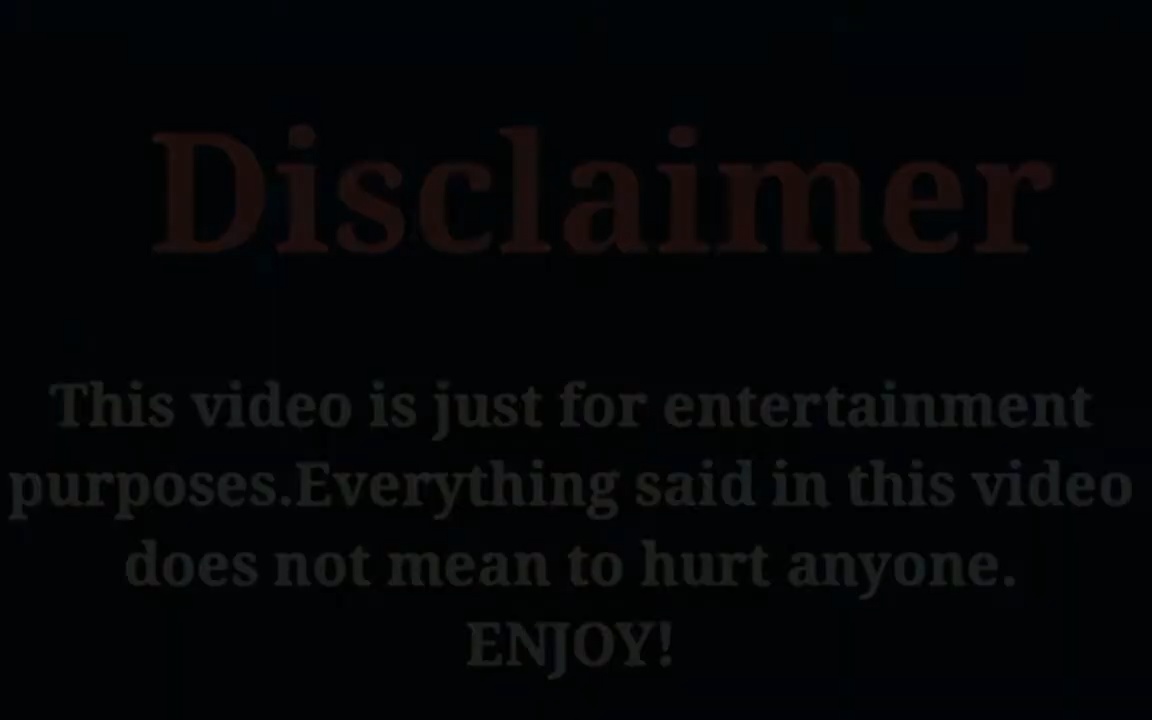 Disclaimer
This video is just for entertainment
purposes.Everything said in this video
does not mean to hurt anyone.
ENJOY!